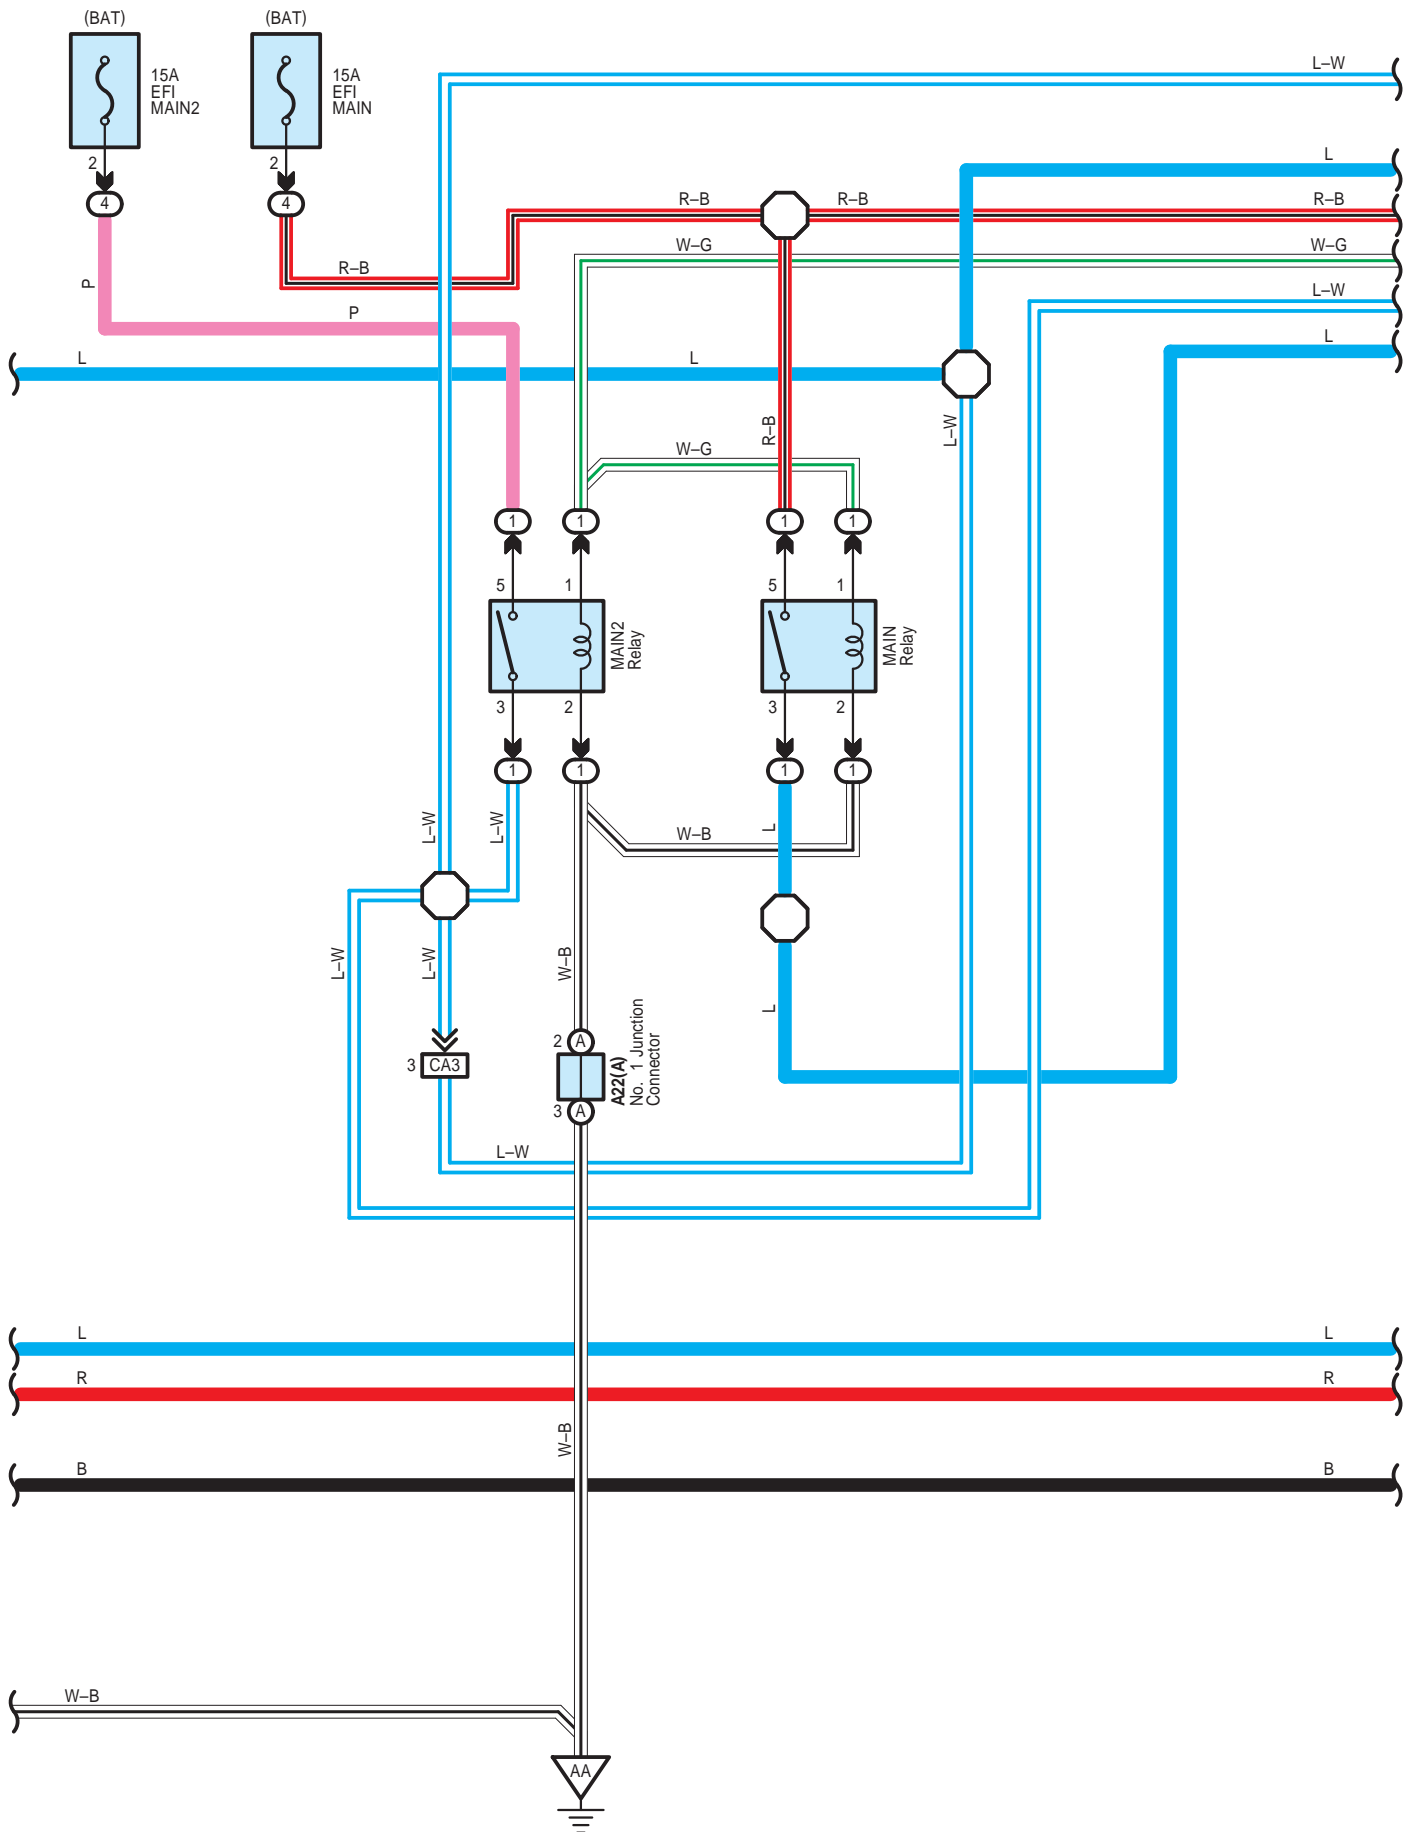 (BAT)
(BAT)
15A
EFI
MAIN2
15A
EFI
MAIN
L–W
2
2
L
4
4
R–B
R–B
R–B
W–G
W–G
R–B
P
L–W
P
L
L
L
R–B
L–W
W–G
1
1
1
1
5
1
5
1
MAIN2
Relay
MAIN
Relay
3
2
3
2
1
1
1
1
L–W
L–W
W–B
L
L–W
L–W
W–B
L
2
A
3
CA3
A22(A)
No. 1 Junction
Connector
3
A
L–W
L
L
R
R
W–B
B
B
W–B
AA